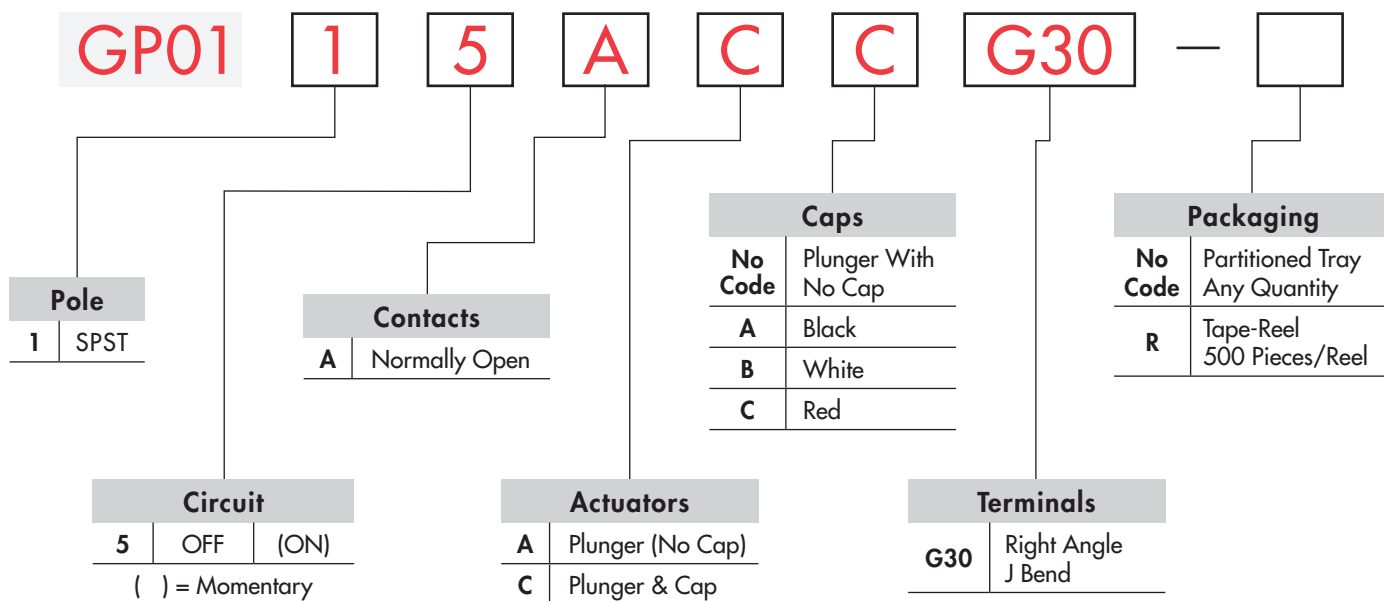 GP01 1 5 A C C G30 —
Pole
1 SPST
Contacts
A Normally Open
Caps
No Code Plunger With
No Cap
A Black
B White
C Red
Packaging
No Code Partitioned Tray
Any Quantity
R Tape-Reel
500 Pieces/Reel
Circuit
5 OFF (ON)
( ) = Momentary
Actuators
A Plunger (No Cap)
C Plunger & Cap
Terminals
G30 Right Angle
J Bend